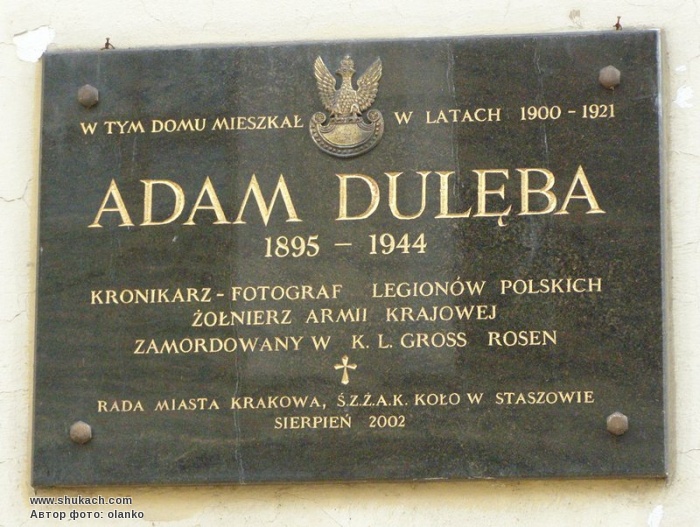 W TYM DOMU MIESZKAŁ W LATACH 1900 - 1921
ADAM DULĘBA
1895 - 1944
KRONIKARZ - FOTOGRAF LEGIONÓW POLSKICH
ŻOŁNIERZ ARMII KRAJOWEJ
ZAMORDOWANY W K. L. GROSS ROSEN
RADA MIASTA KRAKOWA, Ś.Z.Ż.A.K. KOŁO W STASZOWIE
SIERPIEŃ 2002
www.shukach.com
Автор фото: olanko